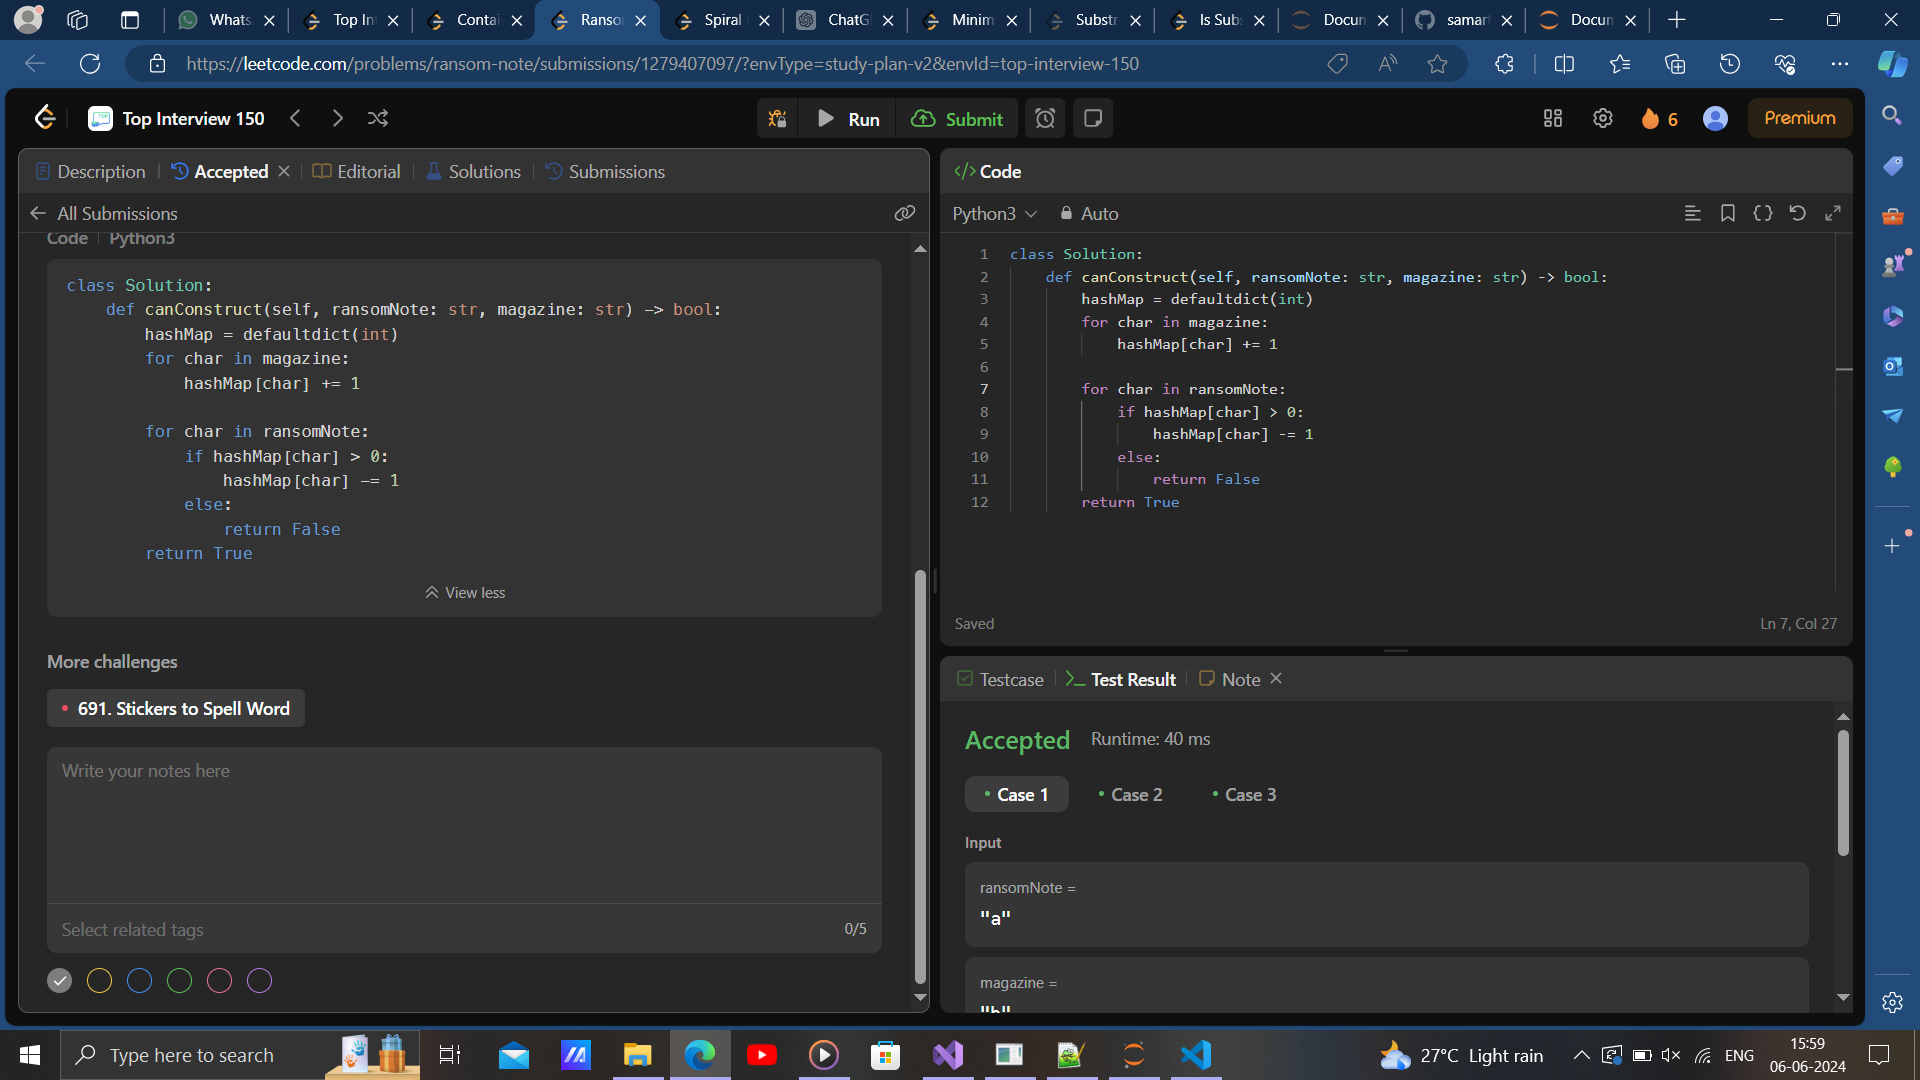 Whats
Top In
Contai
Ranso
Spiral
ChatG
Minim
Substr
Is Sub
Docum
samar
Docum
https://leetcode.com/problems/ransom-note/submissions/1279407097/?envType=study-plan-v2&envId=top-interview-150
Top Interview 150
Run
Submit
6
Premium
Description
Accepted
Editorial
Solutions
Submissions
All Submissions
Code
Python3
class Solution:
def canConstruct(self, ransomNote: str, magazine: str) -> bool:
hashMap = defaultdict(int)
for char in magazine:
hashMap[char] += 1
for char in ransomNote:
if hashMap[char] > 0:
hashMap[char] -= 1
else:
return False
return True
View less
More challenges
691. Stickers to Spell Word
Write your notes here
Select related tags
0/5
</> Code
Python3
Auto
1 class Solution:
2 def canConstruct(self, ransomNote: str, magazine: str) -> bool:
3 hashMap = defaultdict(int)
4 for char in magazine:
5 hashMap[char] += 1
6
7 for char in ransomNote:
8 if hashMap[char] > 0:
9 hashMap[char] -= 1
10 else:
11 return False
12 return True
Saved
Ln 7, Col 27
Testcase
Test Result
Note
Accepted
Runtime: 40 ms
Case 1
Case 2
Case 3
Input
ransomNote =
"a"
magazine =
"b"
Type here to search
27°C Light rain
ENG
15:59
06-06-2024